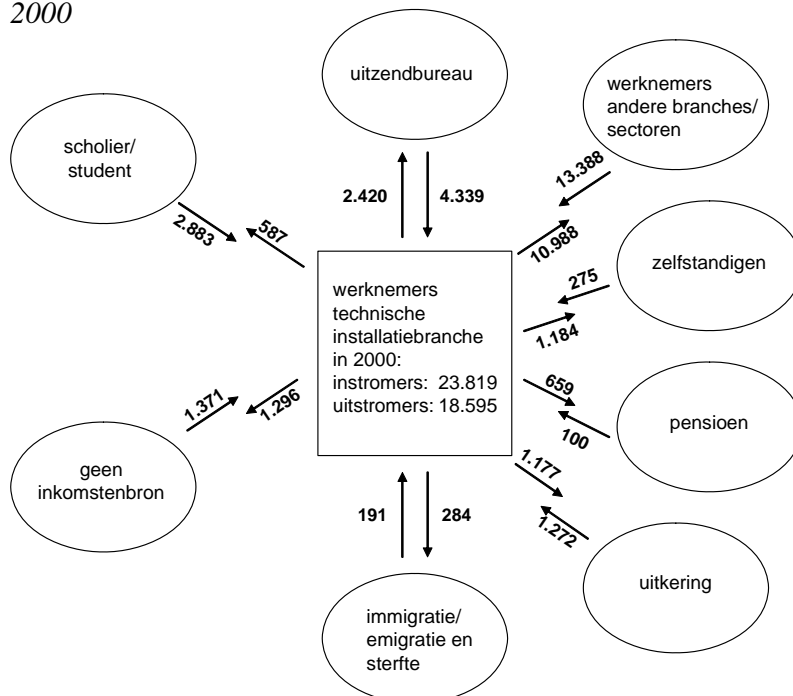 2000
uitzendbureau
werknemers
andere branches/
sectoren
scholier/
student
13.388
10.988
2.420
4.339
2.883
587
zelfstandigen
275
1.184
werknemers
technische
installatiebranche
in 2000:
instromers: 23.819
uitstromers: 18.595
659
100
pensioen
1.371
1.296
geen
inkomstenbron
1.177
1.272
191
284
uitkering
immigratie/
emigratie en
sterfte